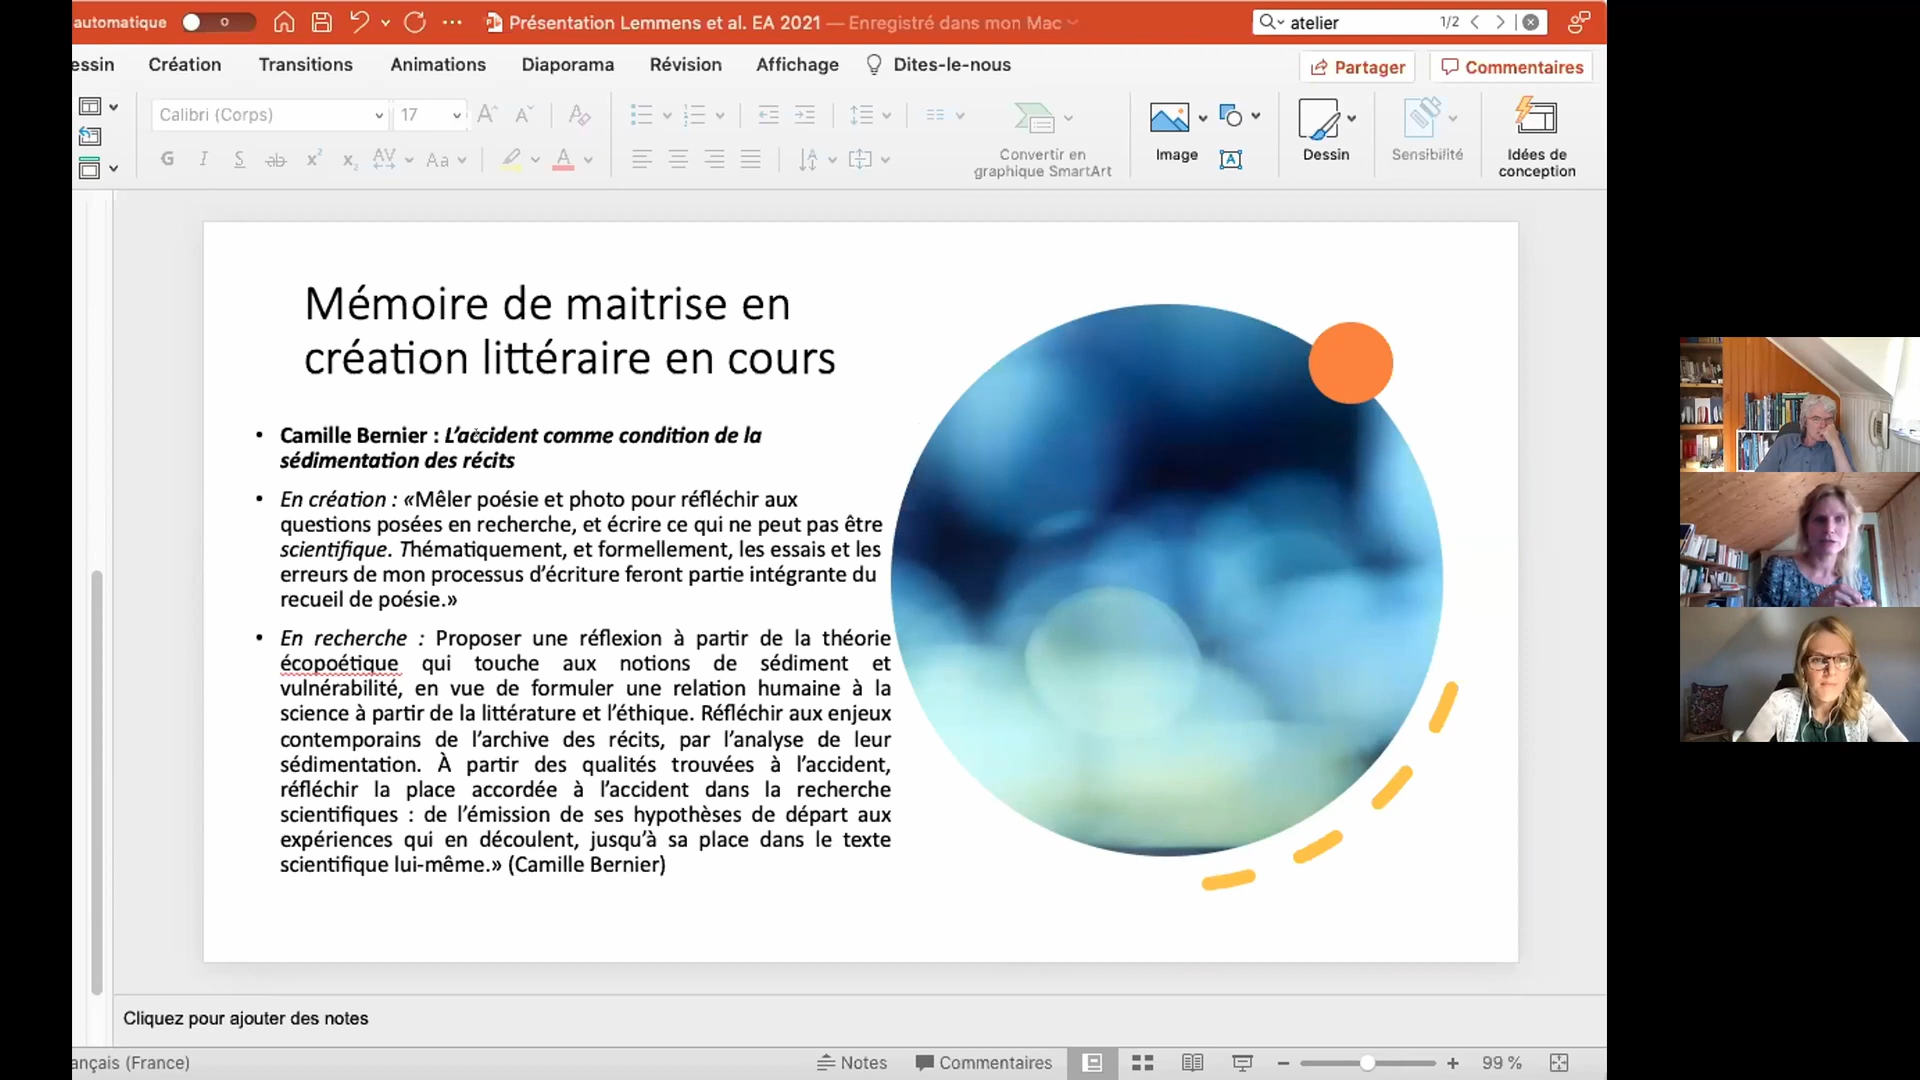 automatique
Présentation Lemmens et al. EA 2021 — Enregistré dans mon Mac
atelier 1/2
essin Création Transitions Animations Diaporama Révision Affichage Dites-le-nous
Partager Commentaires
Calibri (Corps) 17
Convertir en graphique SmartArt
Image
Dessin
Sensibilité
Idées de conception
G I S ab x² x₂ AV Aa A
Mémoire de maitrise en
création littéraire en cours
• Camille Bernier : L’accident comme condition de la
sédimentation des récits
• En création : «Mêler poésie et photo pour réfléchir aux
questions posées en recherche, et écrire ce qui ne peut pas être
scientifique. Thématiquement, et formellement, les essais et les
erreurs de mon processus d’écriture feront partie intégrante du
recueil de poésie.»
• En recherche : Proposer une réflexion à partir de la théorie
écopoétique qui touche aux notions de sédiment et
vulnérabilité, en vue de formuler une relation humaine à la
science à partir de la littérature et l’éthique. Réfléchir aux enjeux
contemporains de l’archive des récits, par l’analyse de leur
sédimentation. À partir des qualités trouvées à l’accident,
réfléchir la place accordée à l’accident dans la recherche
scientifiques : de l’émission de ses hypothèses de départ aux
expériences qui en découlent, jusqu’à sa place dans le texte
scientifique lui-même.» (Camille Bernier)
Cliquez pour ajouter des notes
ançais (France)
Notes Commentaires 99 %